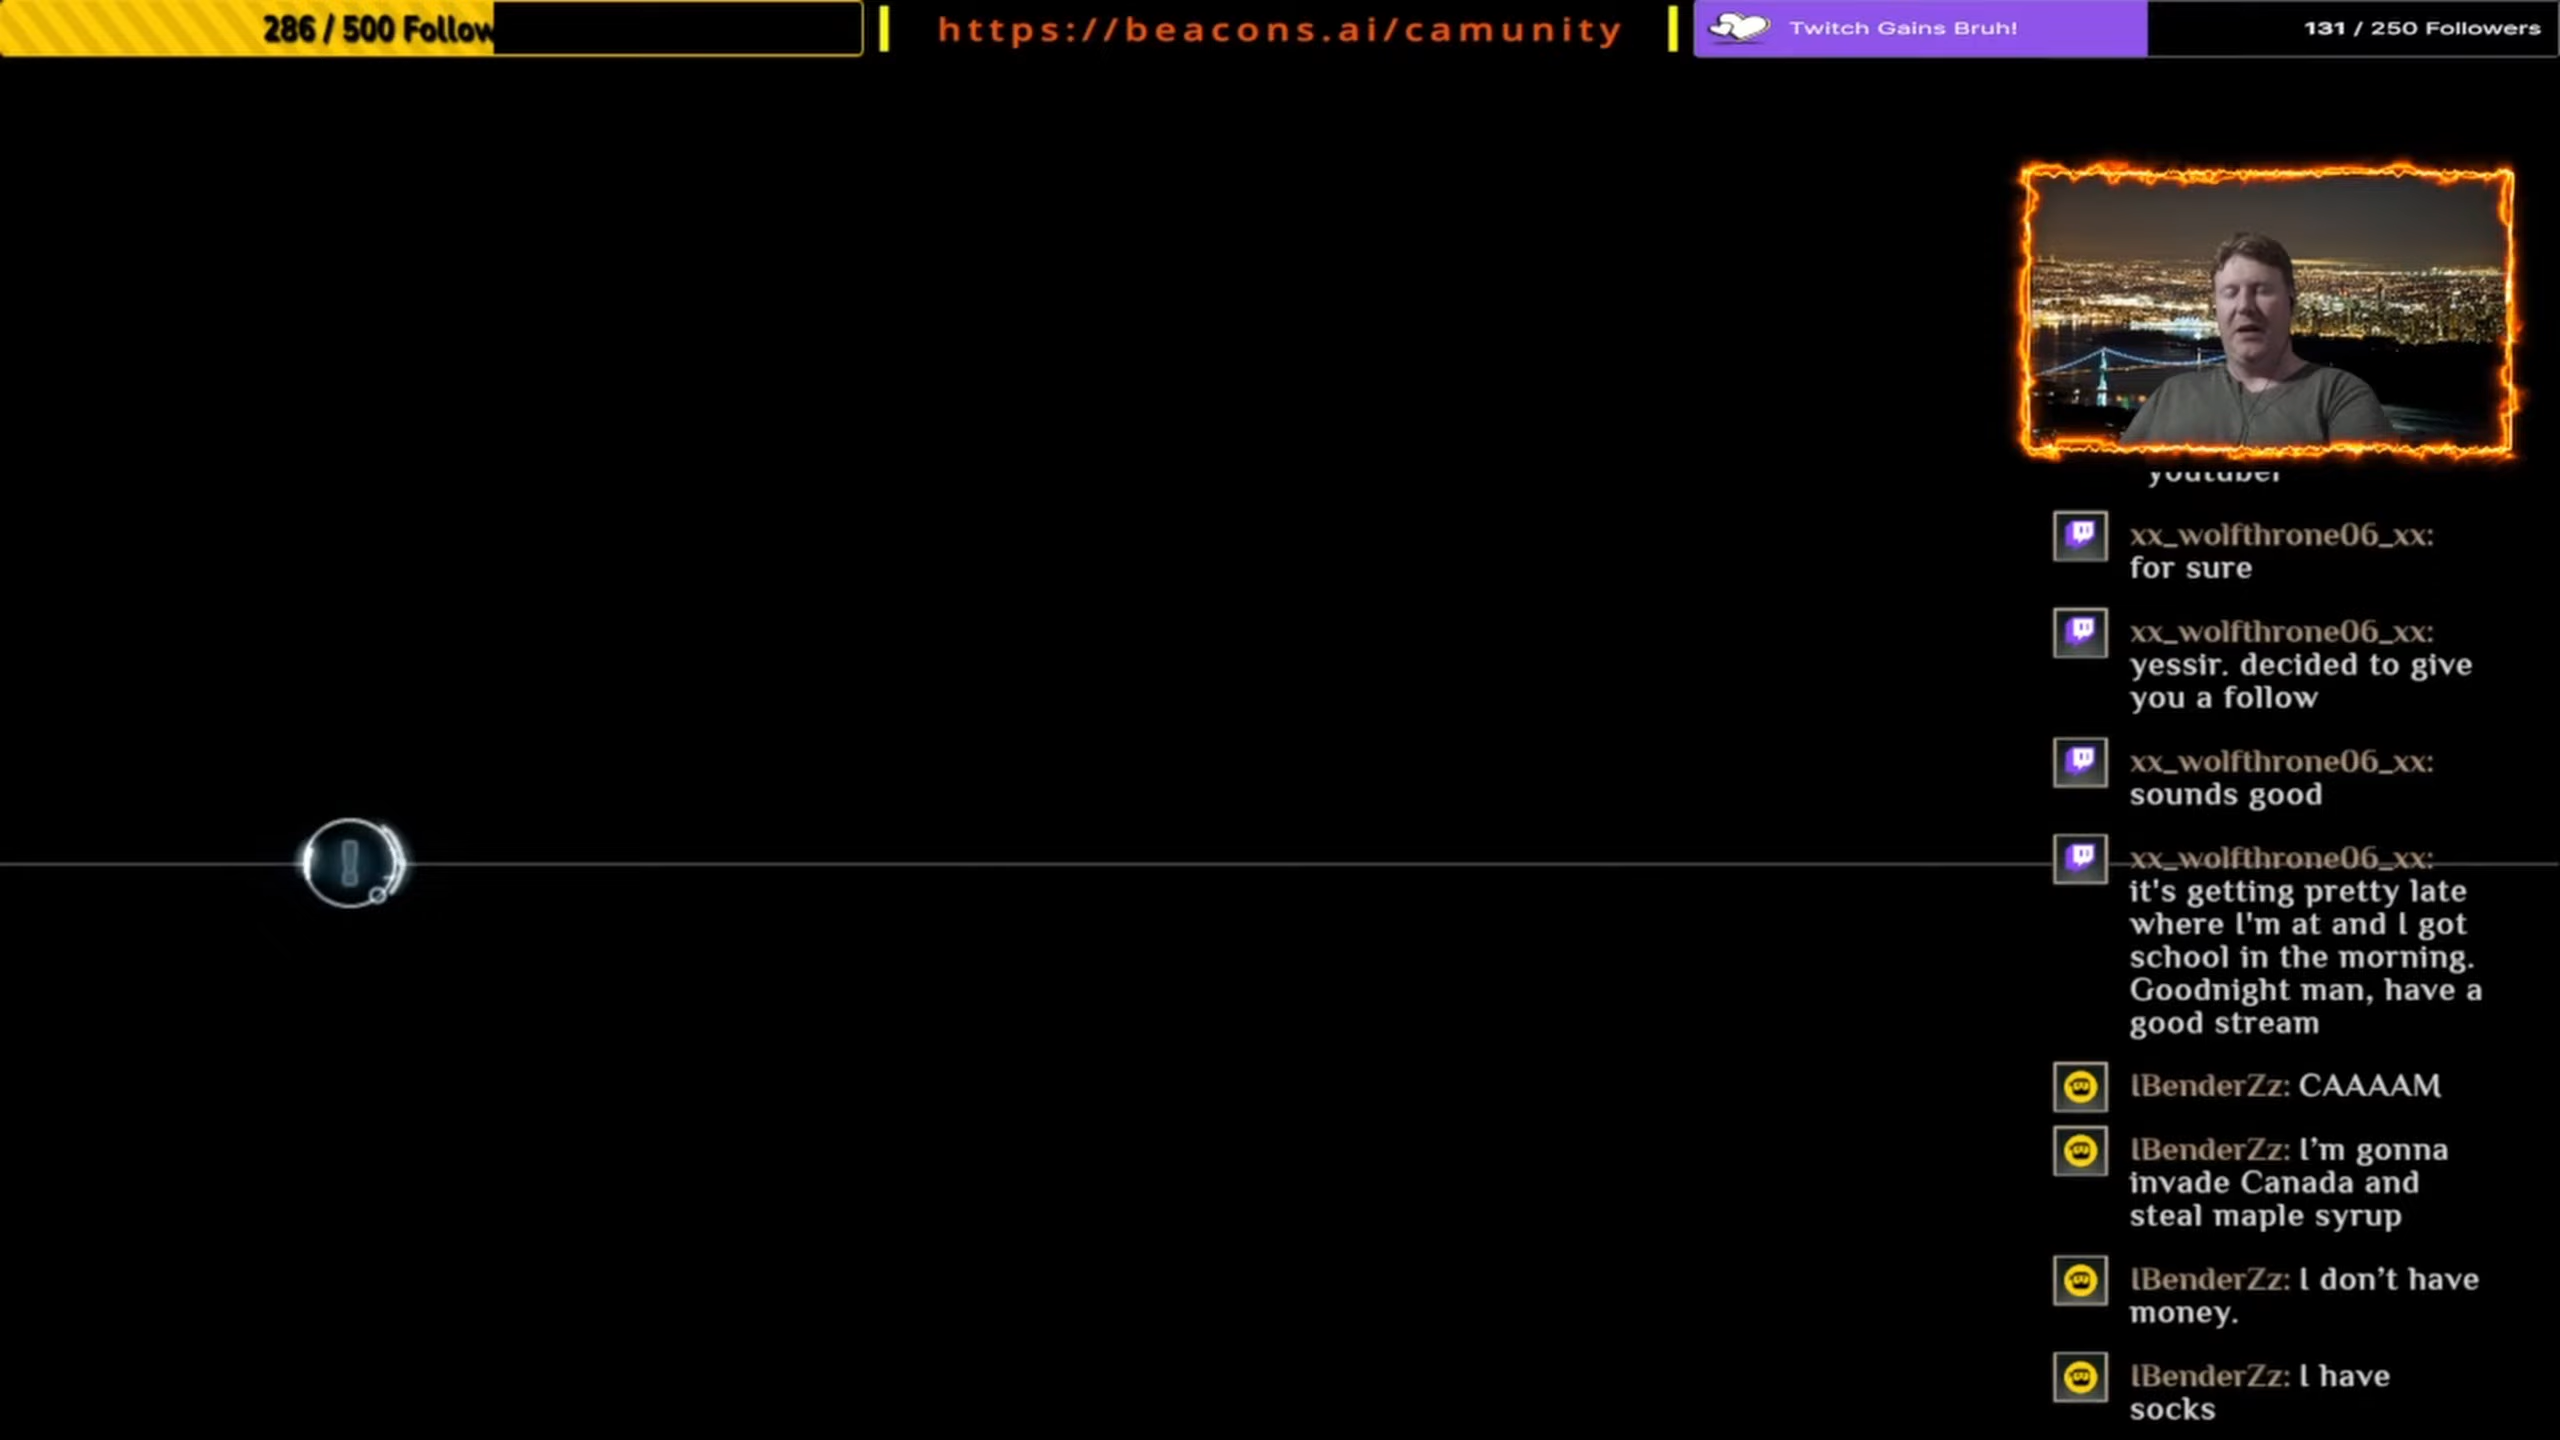 286 / 500 Follow
https://beacons.ai/camunity
Twitch Gains Bruh!
131 / 250 Followers
youtuber
xx_wolfthrone06_xx:
for sure
xx_wolfthrone06_xx:
yessir. decided to give
you a follow
xx_wolfthrone06_xx:
sounds good
xx_wolfthrone06_xx:
it's getting pretty late
where I'm at and I got
school in the morning.
Goodnight man, have a
good stream
lBenderZz: CAAAAM
lBenderZz: I’m gonna
invade Canada and
steal maple syrup
lBenderZz: I don’t have
money.
lBenderZz: I have
socks